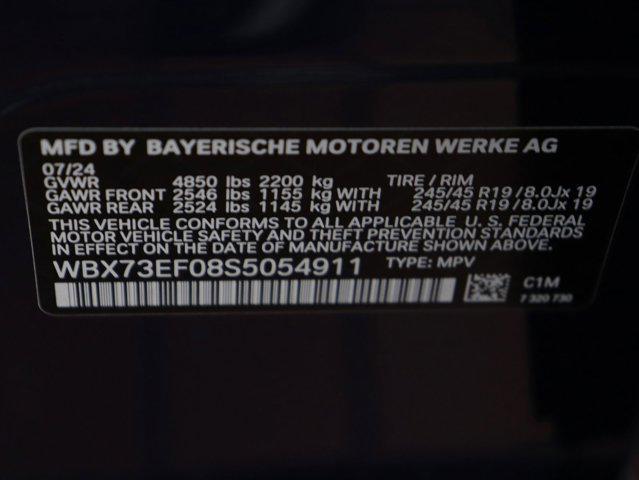 MFD BY BAYERISCHE MOTOREN WERKE AG
07/24
GVWR 4850 lbs 2200 kg TIRE / RIM
GAWR FRONT 2546 lbs 1155 kg WITH 245/45 R19/8.0Jx 19
GAWR REAR 2524 lbs 1145 kg WITH 245/45 R19/8.0Jx 19
THIS VEHICLE CONFORMS TO ALL APPLICABLE U. S. FEDERAL
MOTOR VEHICLE SAFETY AND THEFT PREVENTION STANDARDS
IN EFFECT ON THE DATE OF MANUFACTURE SHOWN ABOVE.
WBX73EF08S5054911 TYPE: MPV
C1M
7 320 730